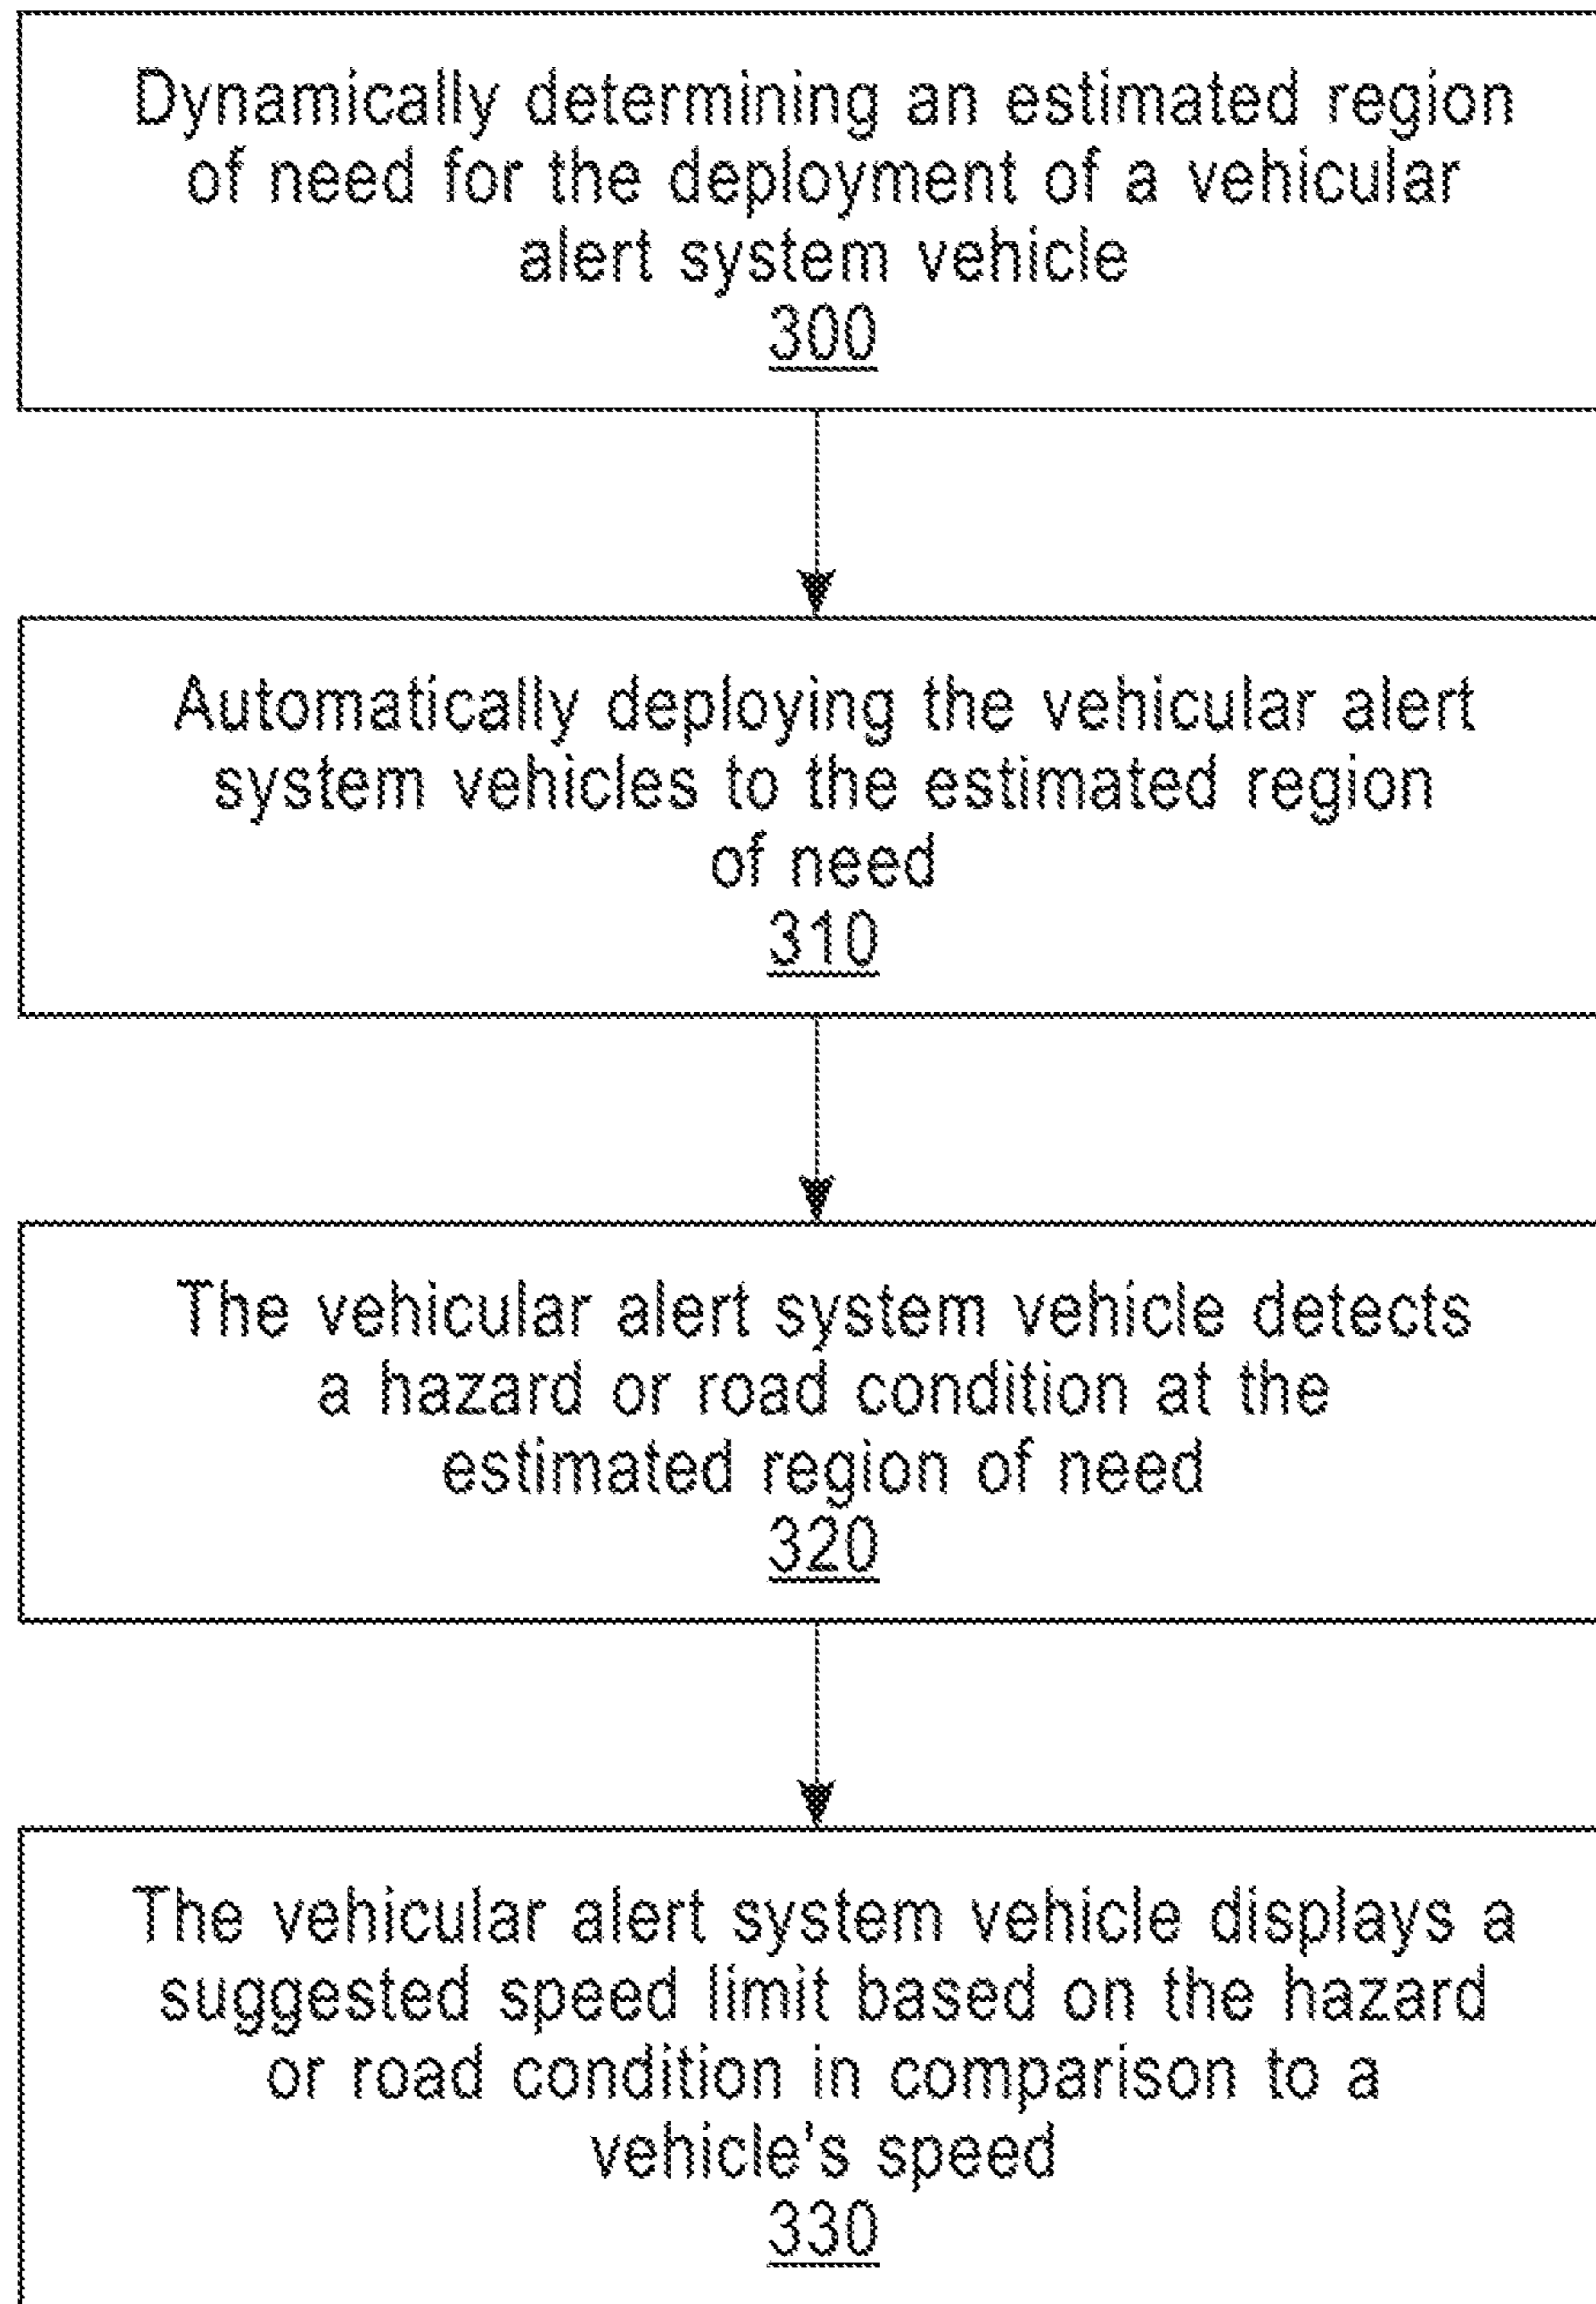 Dynamically determining an estimated region
of need for the deployment of a vehicular
alert system vehicle
300
Automatically deploying the vehicular alert
system vehicles to the estimated region
of need
310
The vehicular alert system vehicle detects
a hazard or road condition at the
estimated region of need
320
The vehicular alert system vehicle displays a
suggested speed limit based on the hazard
or road condition in comparison to a
vehicle's speed
330